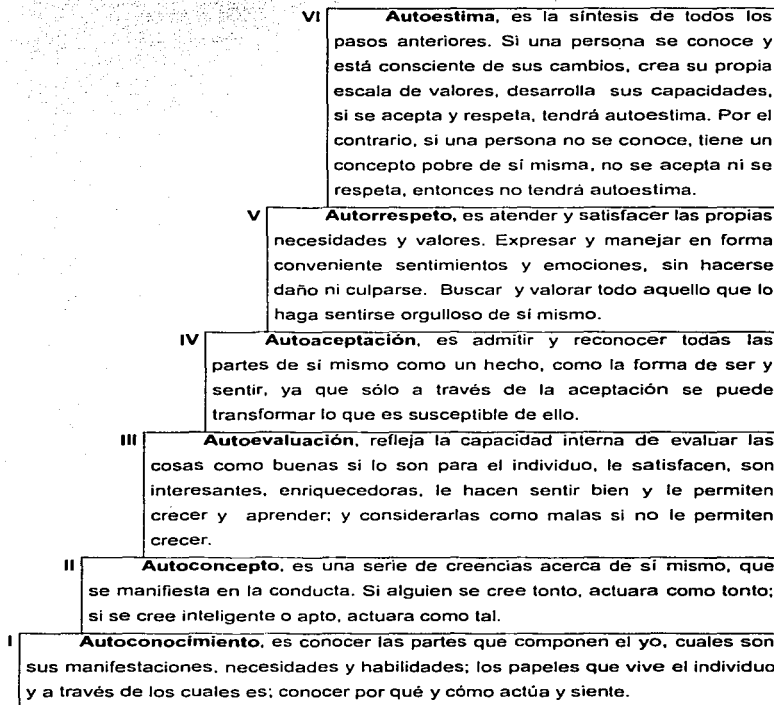 VI Autoestima, es la síntesis de todos los
pasos anteriores. Si una persona se conoce y
está consciente de sus cambios, crea su propia
escala de valores, desarrolla sus capacidades,
si se acepta y respeta, tendrá autoestima. Por el
contrario, si una persona no se conoce, tiene un
concepto pobre de sí misma, no se acepta ni se
respeta, entonces no tendrá autoestima.
V Autorrespeto, es atender y satisfacer las propias
necesidades y valores. Expresar y manejar en forma
conveniente sentimientos y emociones, sin hacerse
daño ni culparse. Buscar y valorar todo aquello que lo
haga sentirse orgulloso de sí mismo.
IV Autoaceptación, es admitir y reconocer todas las
partes de sí mismo como un hecho, como la forma de ser y
sentir, ya que sólo a través de la aceptación se puede
transformar lo que es susceptible de ello.
III Autoevaluación, refleja la capacidad interna de evaluar las
cosas como buenas si lo son para el individuo, le satisfacen, son
interesantes, enriquecedoras, le hacen sentir bien y le permiten
crecer y aprender; y considerarlas como malas si no le permiten
crecer.
II Autoconcepto, es una serie de creencias acerca de sí mismo, que
se manifiesta en la conducta. Si alguien se cree tonto, actuara como tonto;
si se cree inteligente o apto, actuara como tal.
I Autoconocimiento, es conocer las partes que componen el yo, cuales son
sus manifestaciones, necesidades y habilidades; los papeles que vive el individuo
y a través de los cuales es; conocer por qué y cómo actúa y siente.